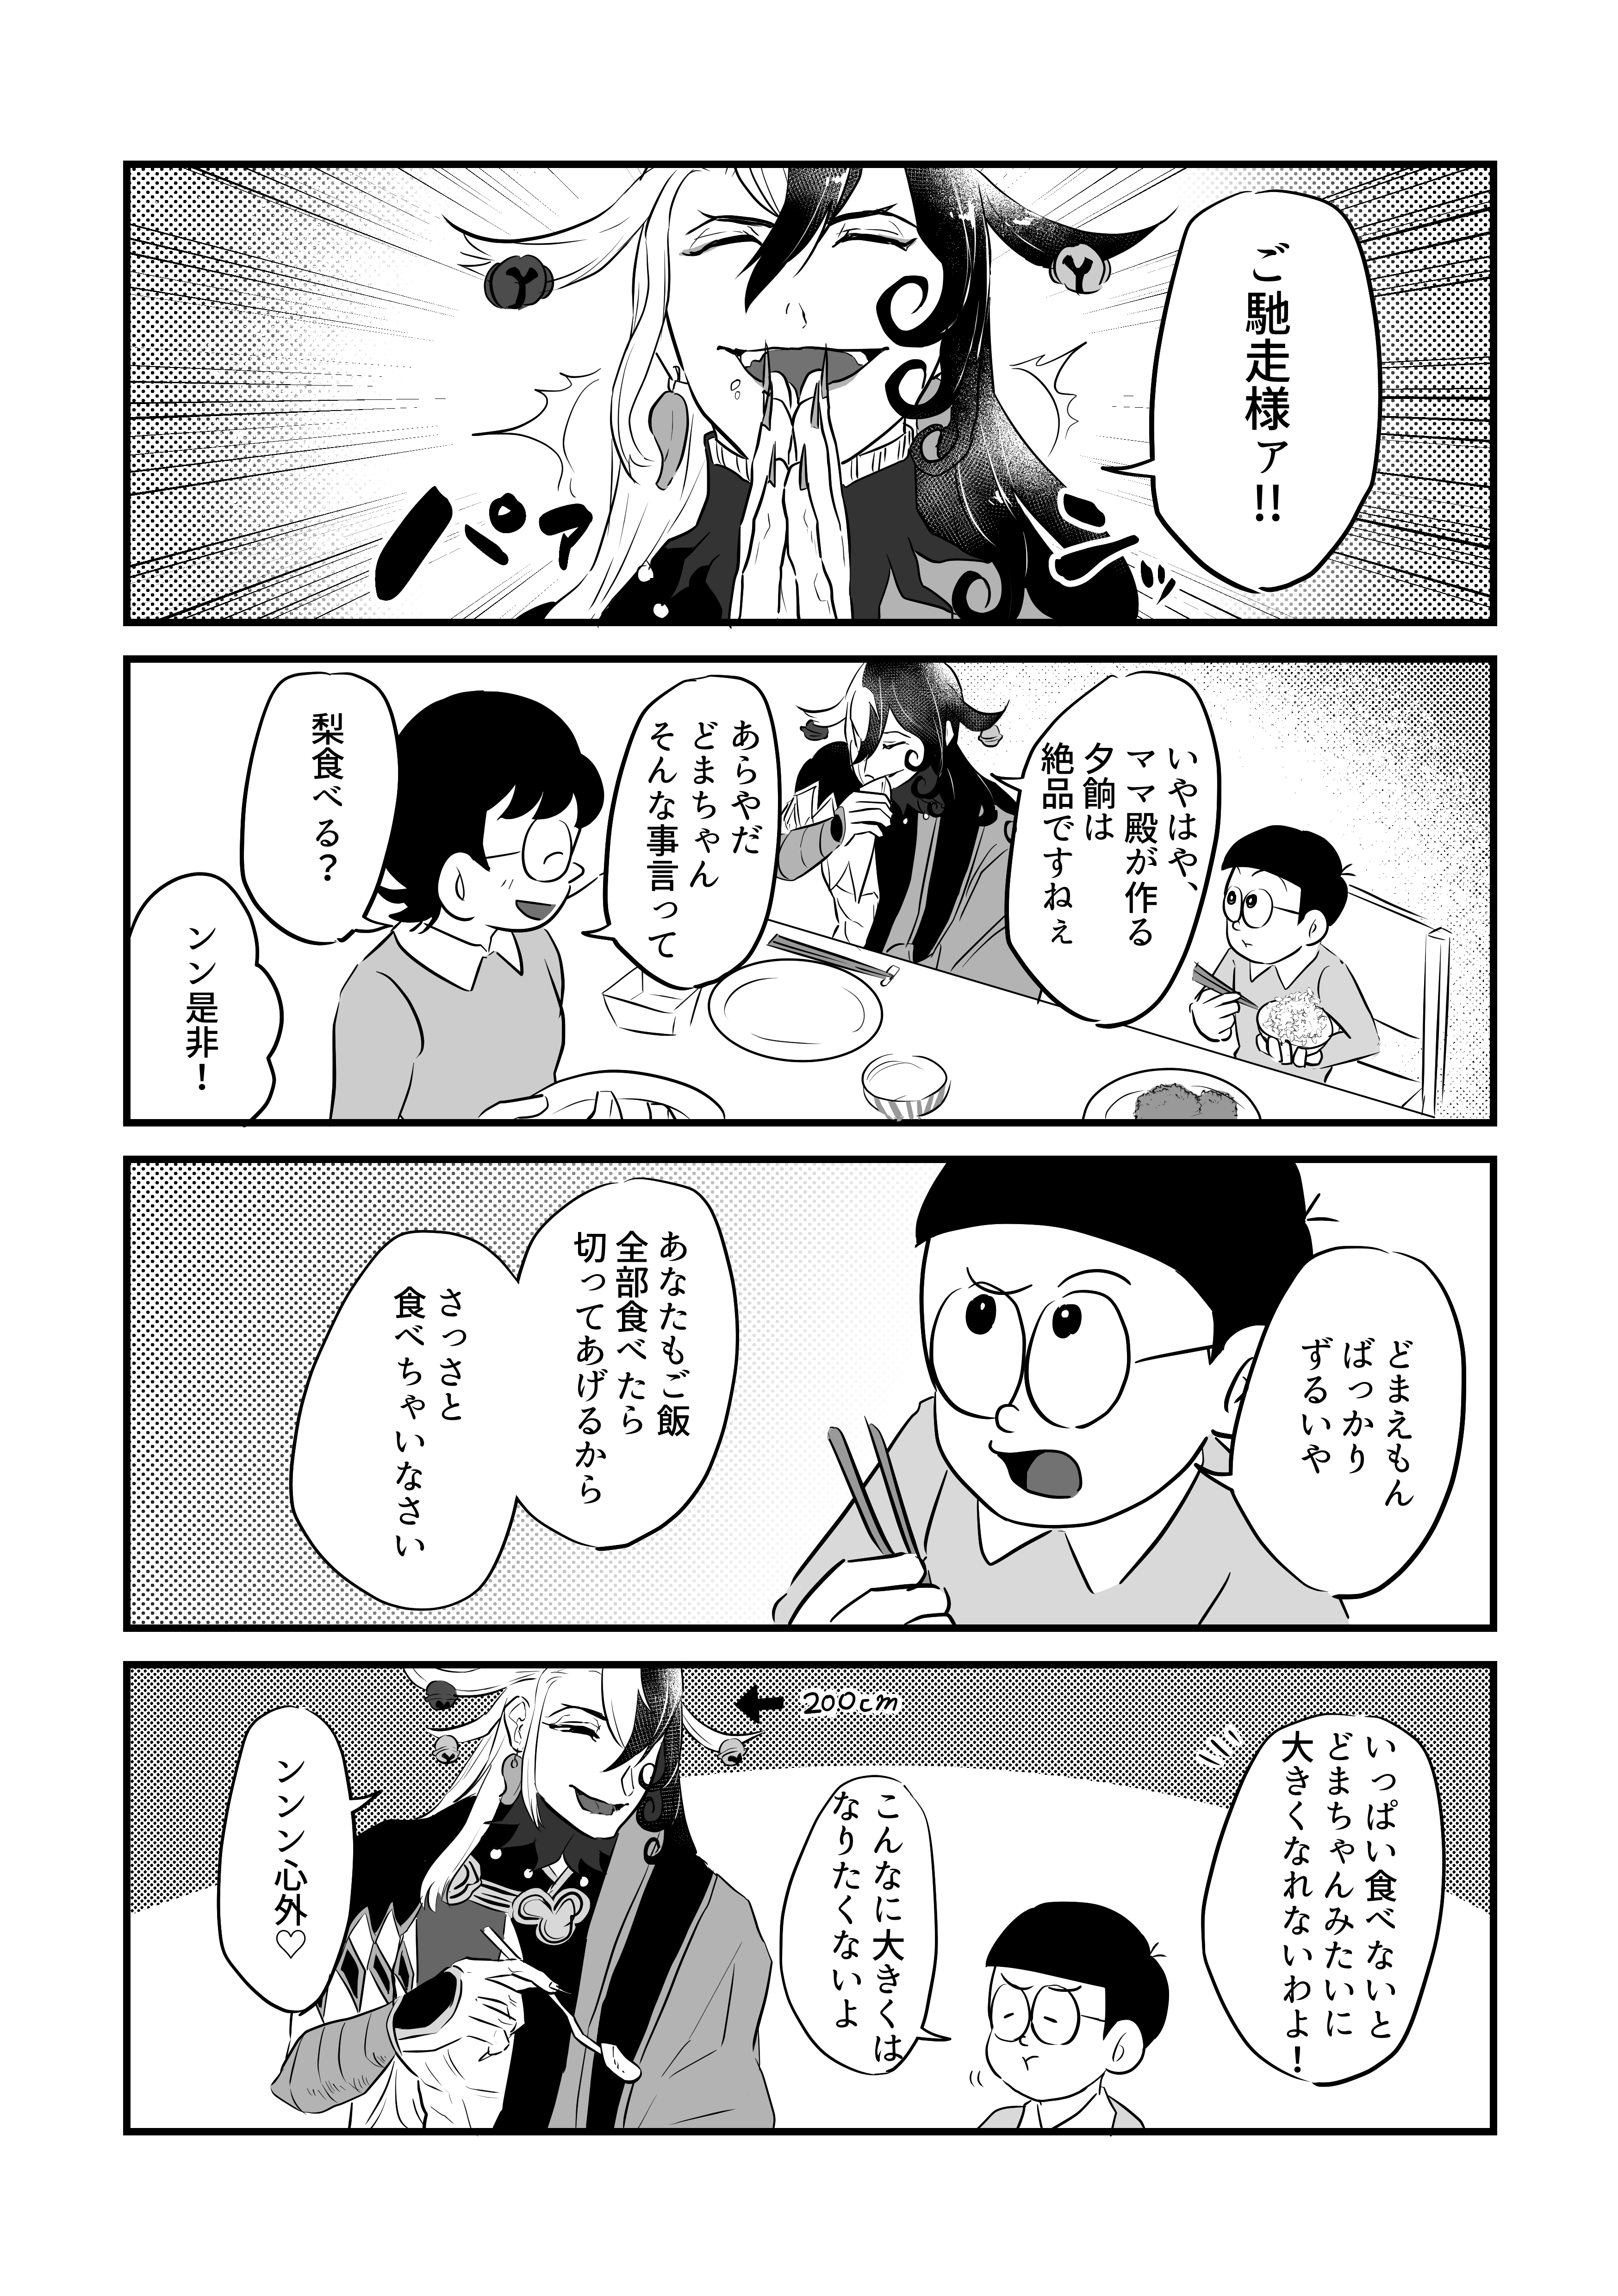 ご馳走様ァ!!
パァンッ
いやはや、
ママ殿が作る
夕餉は
絶品ですねぇ
あらやだ
どまちゃん
そんな事言って
梨食べる?
ンン是非!
どまえもん
ばっかり
ずるいや
あなたもご飯
全部食べたら
切ってあげるから
さっさと
食べちゃいなさい
いっぱい食べないと
どまちゃんみたいに
大きくなれないわよ!
200cm
こんなに大きくは
なりたくないよ
ンンン心外♡